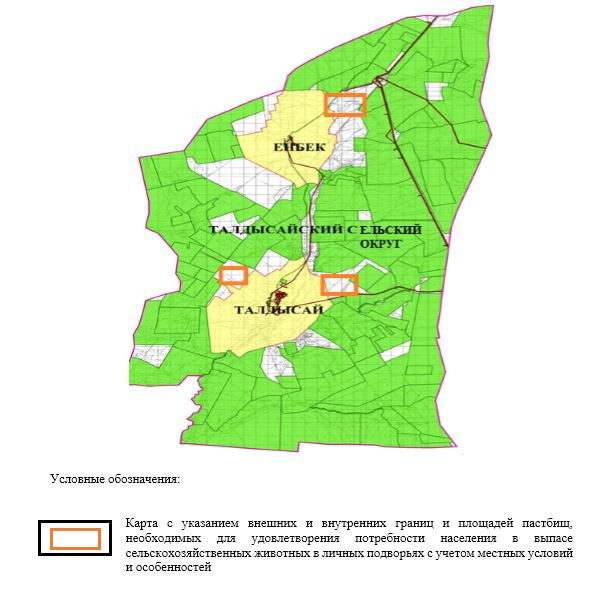 ЕҢБЕК
ТАЛДЫСАЙСКИЙ С ЕЛЬСКИЙ
ОКРУГ
ТАЛДЫСАЙ
Условные обозначения:
Карта с указанием внешних и внутренних границ и площадей пастбищ,
необходимых для удовлетворения потребности населения в выпасе
сельскохозяйственных животных в личных подворьях с учетом местных условий
и особенностей